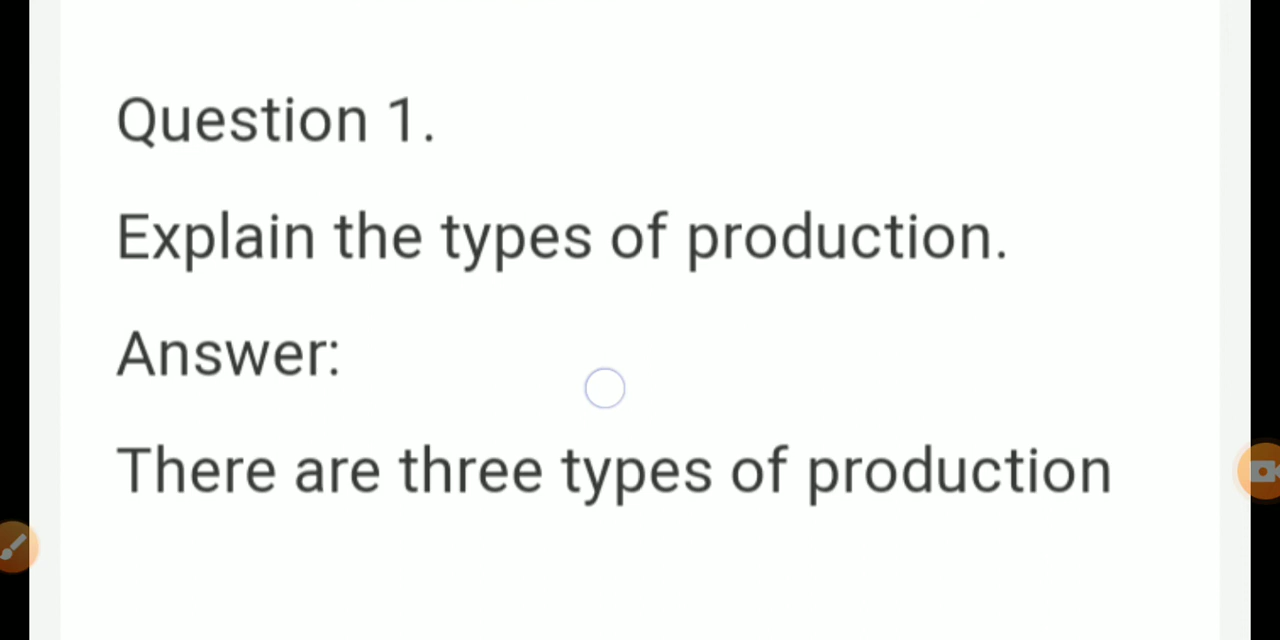 Question 1.
Explain the types of production.
Answer:
There are three types of production